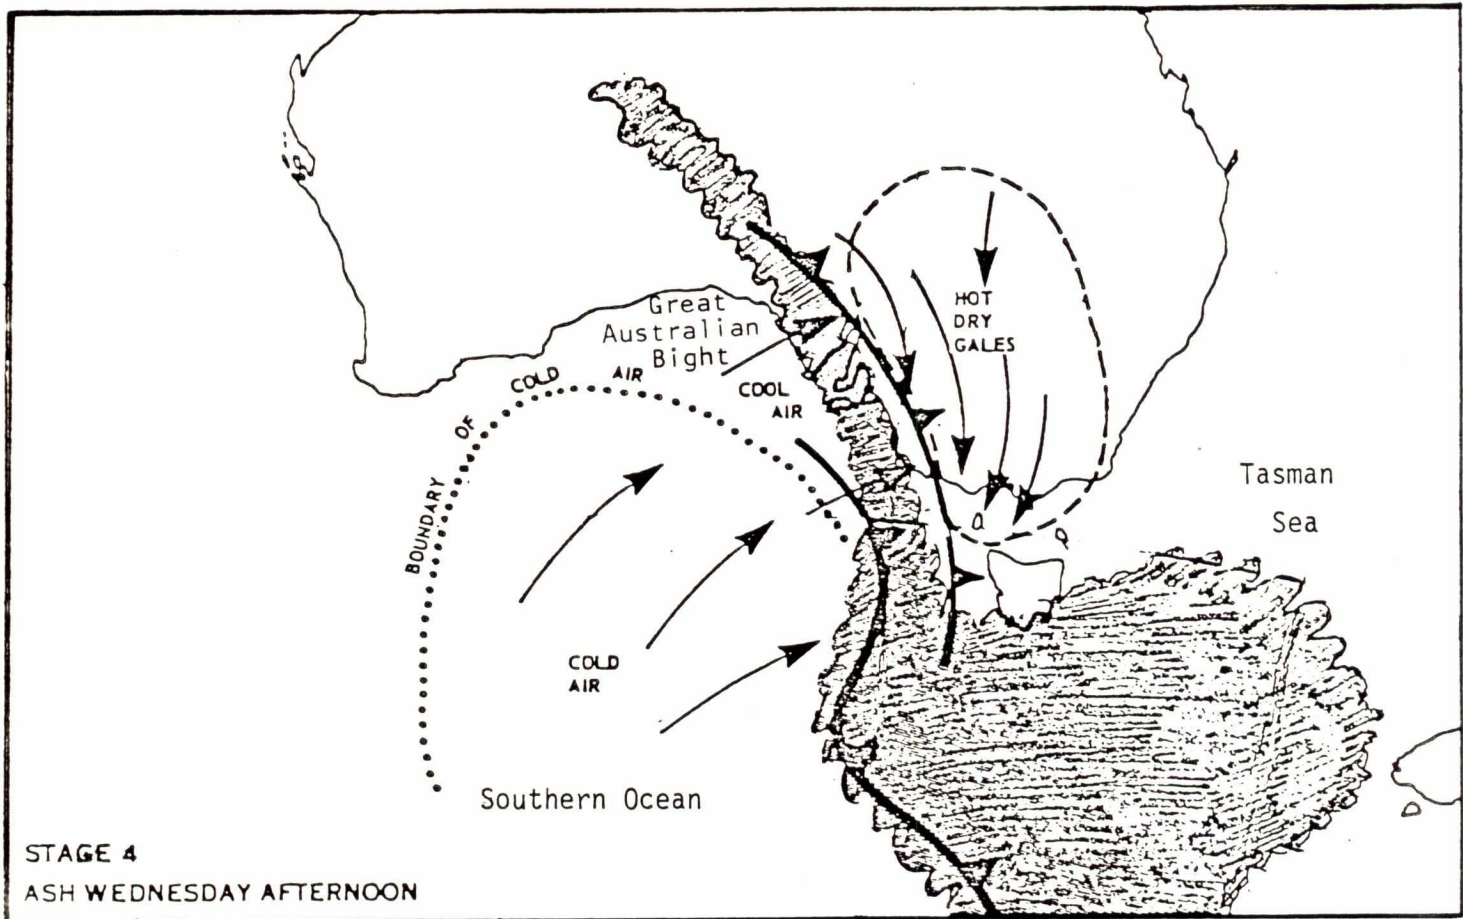 Great
Australian
Bight
HOT
DRY
GALES
BOUNDARY OF COLD AIR
COOL
AIR
Tasman
Sea
COLD
AIR
Southern Ocean
STAGE 4
ASH WEDNESDAY AFTERNOON